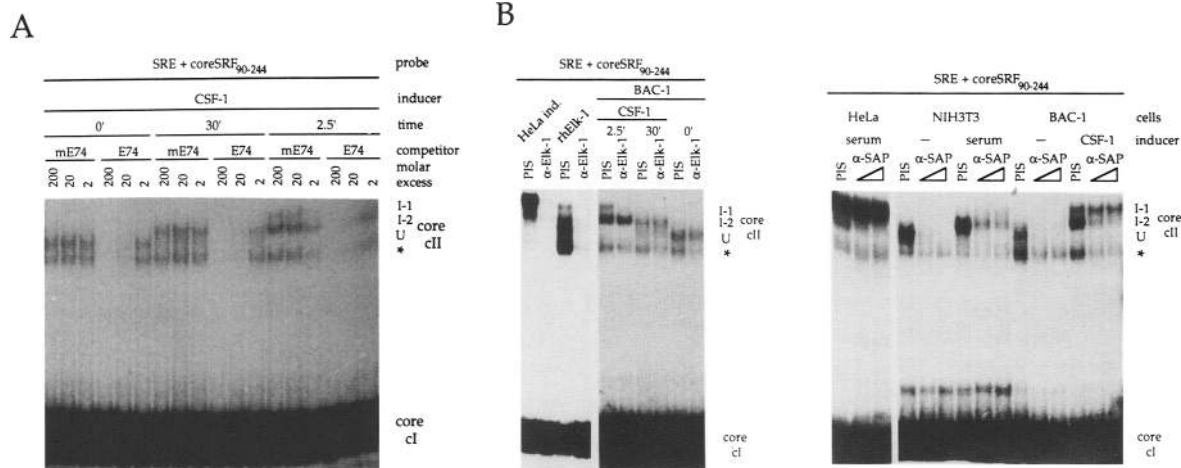 A
SRE + coreSRF90-244 probe
CSF-1 inducer
0' 30' 2.5' time
mE74 E74 mE74 E74 mE74 E74 competitor
200 20 2 200 20 2 200 20 2 200 20 2 200 20 2 200 20 2 molar excess
I-1
I-2 core
U cII
*
core
cI
B
SRE + coreSRF90-244
BAC-1
HeLa ind. rhElk-1 CSF-1
2.5' 30' 0'
PIS α-Elk-1 PIS α-Elk-1 PIS α-Elk-1 PIS α-Elk-1 PIS α-Elk-1
I-1
I-2 core
U cII
*
core
cI
SRE + coreSRF90-244
HeLa NIH3T3 BAC-1 cells
serum – serum – CSF-1 inducer
PIS α-SAP PIS α-SAP PIS α-SAP PIS α-SAP PIS α-SAP
I-1
I-2 core
U cII
*
core
cI